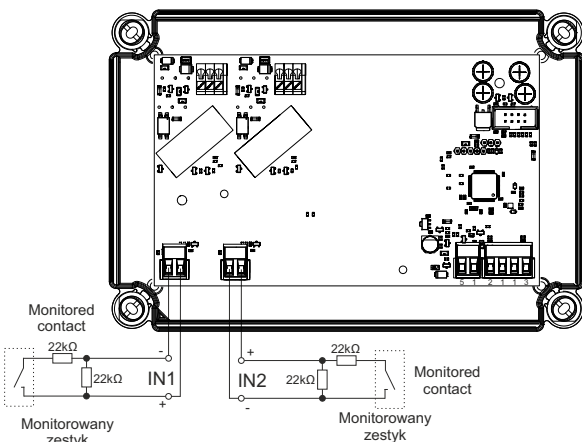 5 1 2 1 1 3
Monitored
contact
22kΩ
22kΩ
-
IN1
+
Monitorowany
zestyk
+
IN2
-
22kΩ
22kΩ
Monitored
contact
Monitorowany
zestyk